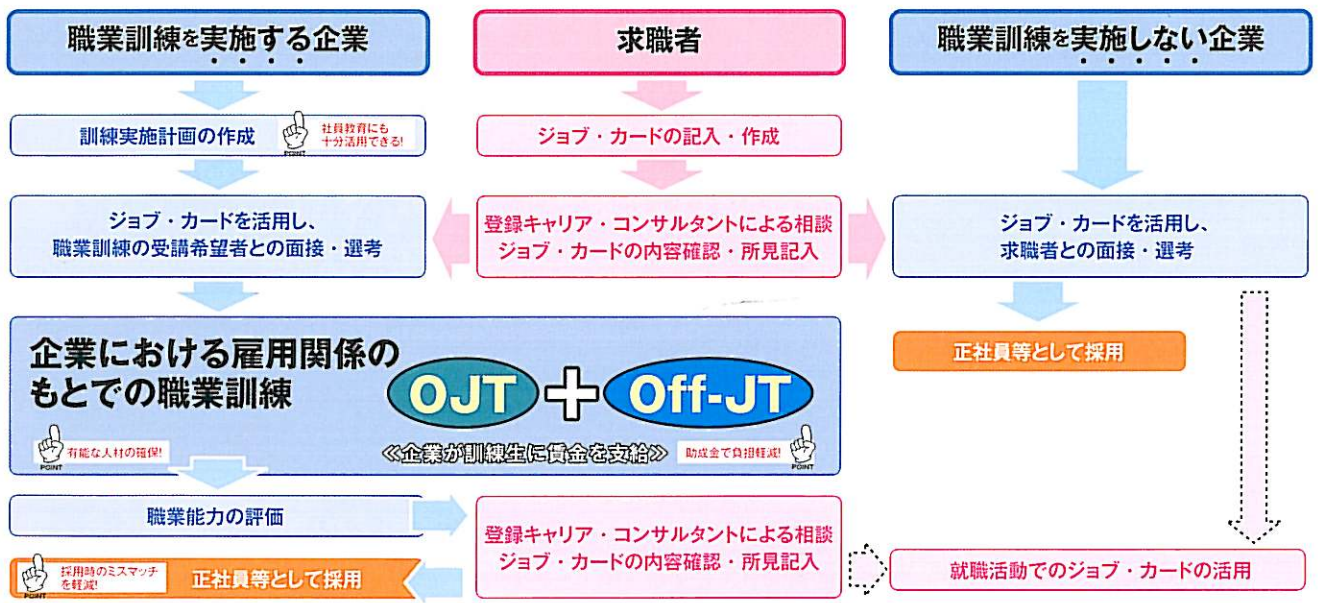 職業訓練を実施する企業
求職者
職業訓練を実施しない企業
訓練実施計画の作成
POINT
社員教育にも
十分活用できる!
ジョブ・カードの記入・作成
ジョブ・カードを活用し、
職業訓練の受講希望者との面接・選考
登録キャリア・コンサルタントによる相談
ジョブ・カードの内容確認・所見記入
ジョブ・カードを活用し、
求職者との面接・選考
企業における雇用関係の
もとでの職業訓練
OJT + Off-JT
POINT
有能な人材の確保!
≪企業が訓練生に賃金を支給≫
助成金で負担軽減!
POINT
正社員等として採用
職業能力の評価
登録キャリア・コンサルタントによる相談
ジョブ・カードの内容確認・所見記入
POINT
採用時のミスマッチ
を軽減!
正社員等として採用
就職活動でのジョブ・カードの活用